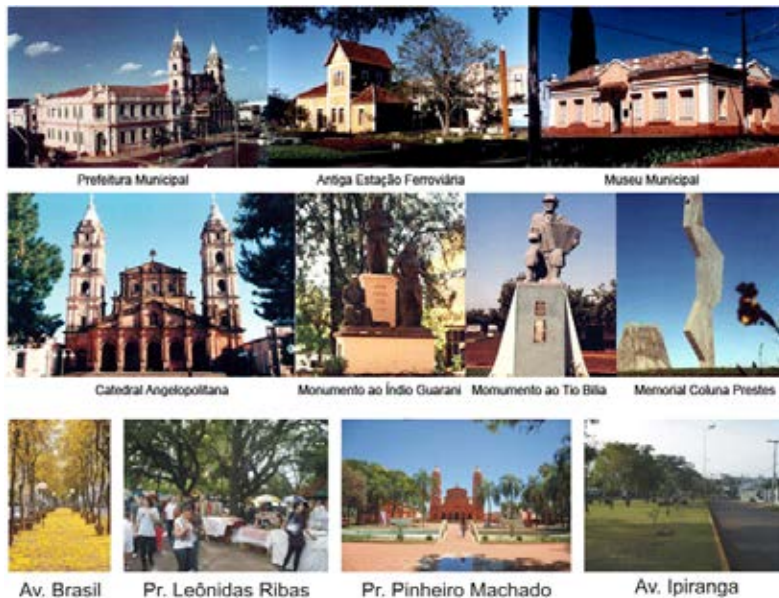 Prefeitura Municipal
Antiga Estação Ferroviária
Museu Municipal
Catedral Angelopolitana
Monumento ao Índio Guarani
Momumento ao Tio Bilia
Memorial Coluna Prestes
Av. Brasil
Pr. Leônidas Ribas
Pr. Pinheiro Machado
Av. Ipiranga